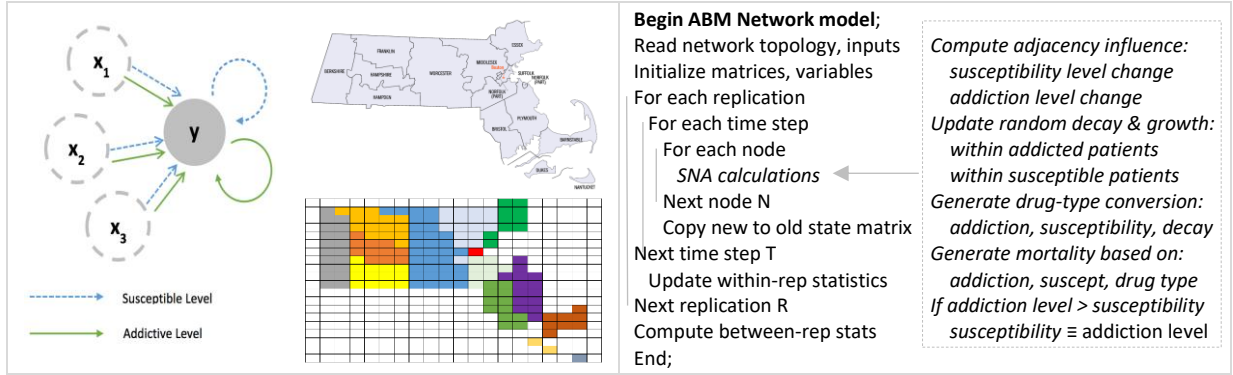 x1
x2
x3
y
Susceptible Level
Addictive Level
BERKSHIRE
FRANKLIN
HAMPSHIRE
HAMPDEN
WORCESTER
MIDDLESEX
ESSEX
SUFFOLK
NORFOLK
(PART)
NORFOLK
(PART)
BRISTOL
PLYMOUTH
BARNSTABLE
DUKES
NANTUCKET
Begin ABM Network model;
Read network topology, inputs
Initialize matrices, variables
For each replication
For each time step
For each node
SNA calculations
Next node N
Copy new to old state matrix
Next time step T
Update within-rep statistics
Next replication R
Compute between-rep stats
End;
Compute adjacency influence:
susceptibility level change
addiction level change
Update random decay & growth:
within addicted patients
within susceptible patients
Generate drug-type conversion:
addiction, susceptibility, decay
Generate mortality based on:
addiction, suscept, drug type
If addiction level > susceptibility
susceptibility ≡ addiction level